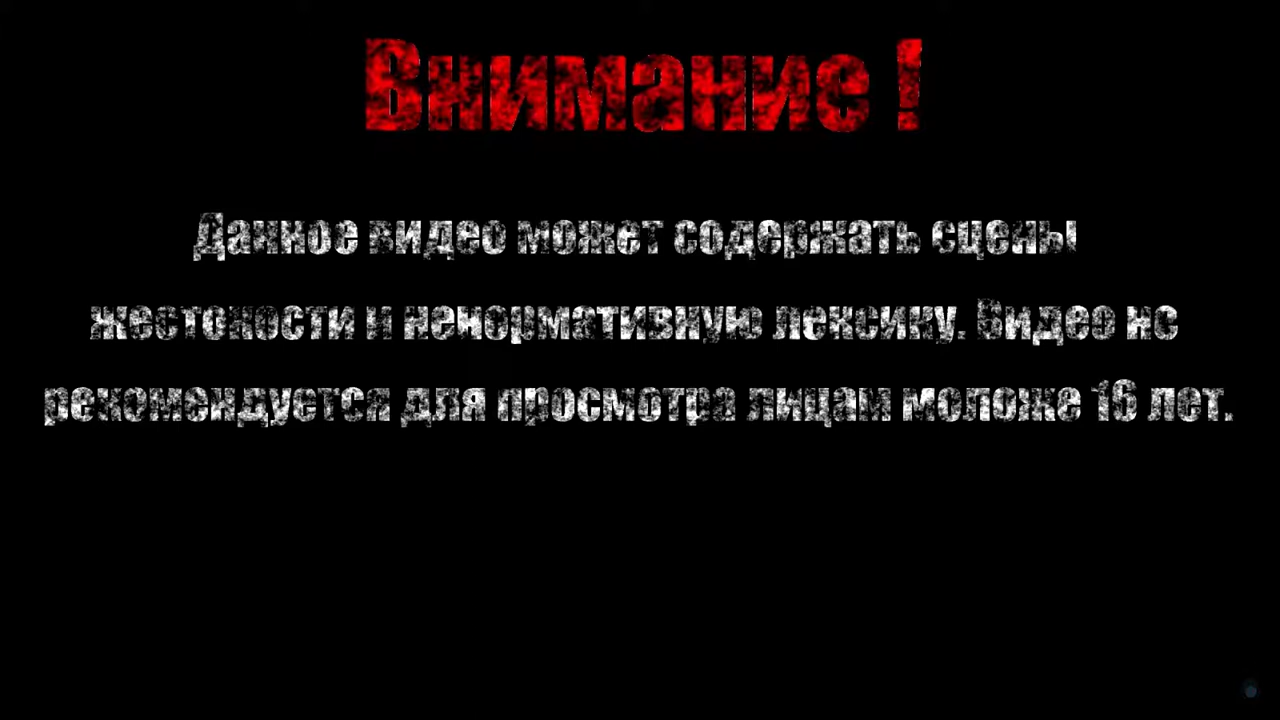 Внимание !
Данное видео может содержать сцены
жестокости и ненормативную лексику. Видео не
рекомендуется для просмотра лицам моложе 16 лет.